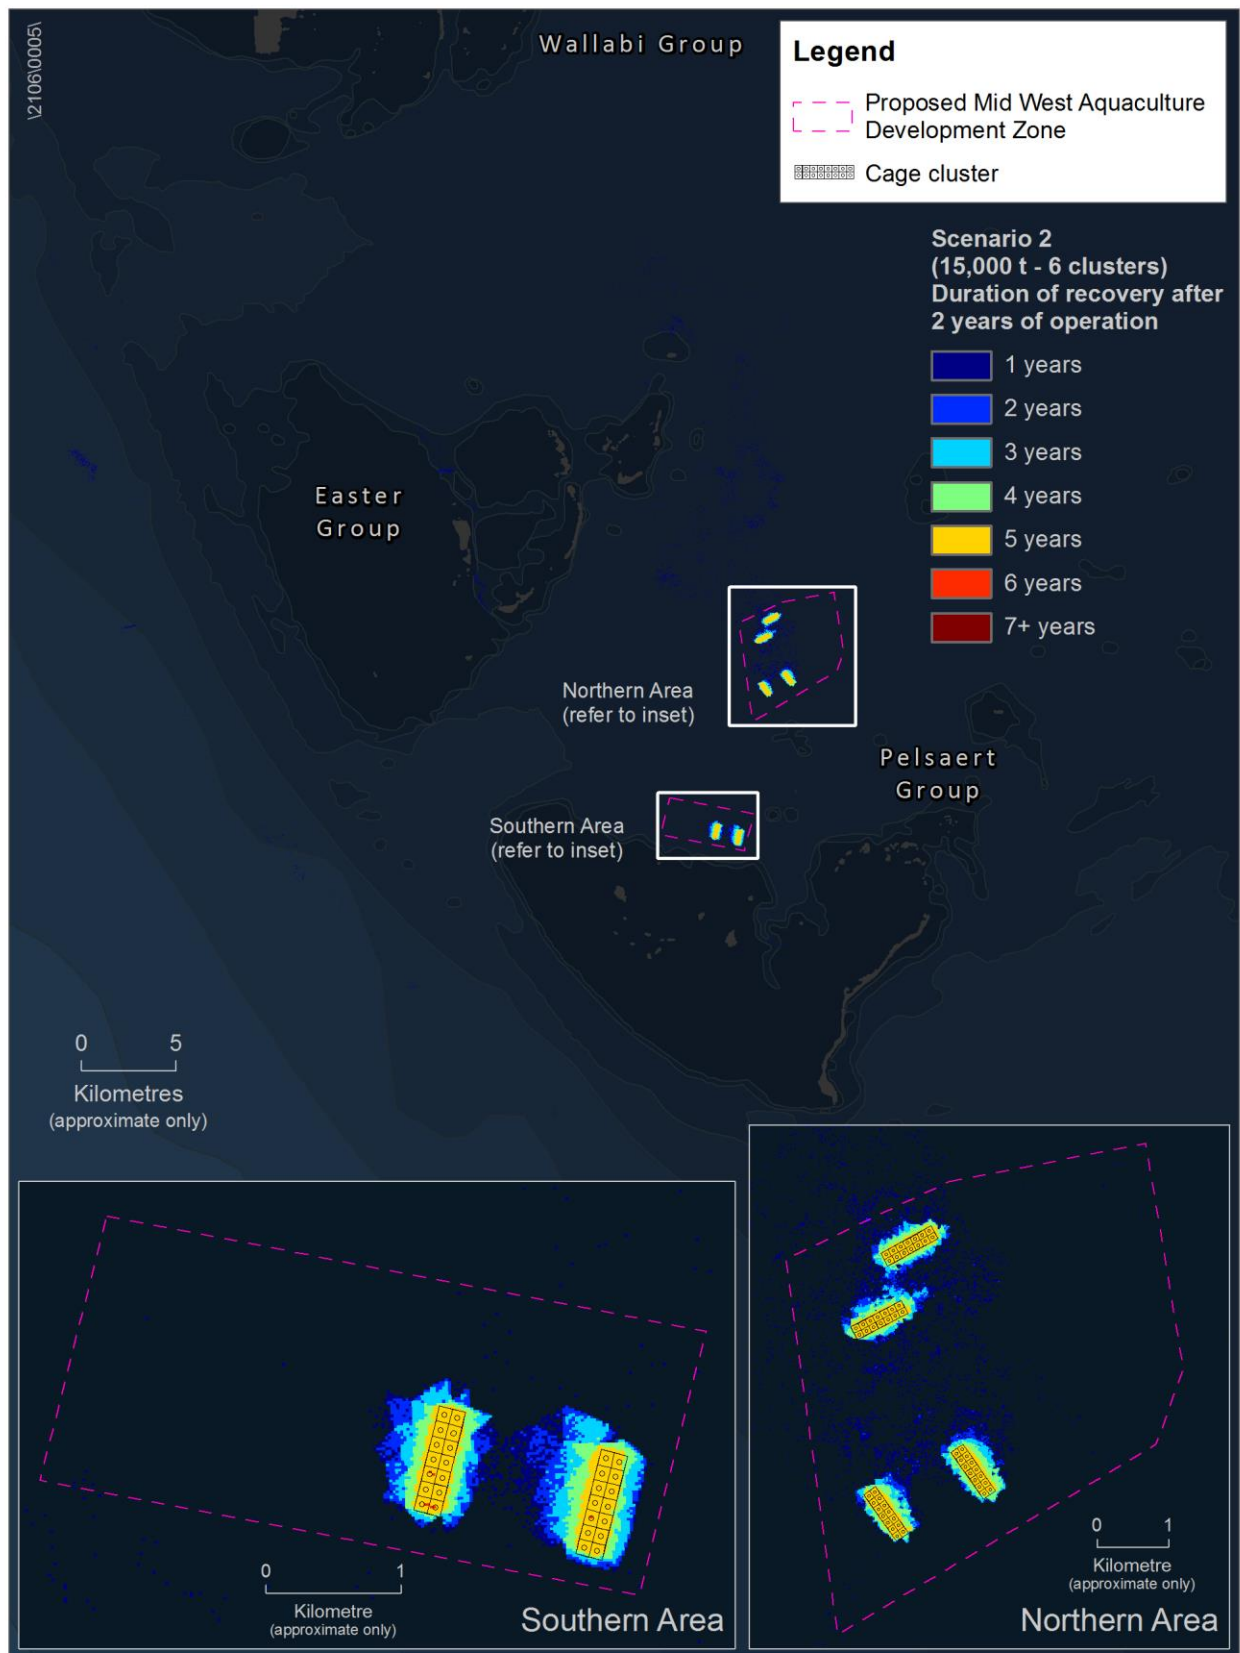 \2106\0005\
Wallabi Group
Legend
Proposed Mid West Aquaculture
Development Zone
Cage cluster
Scenario 2
(15,000 t - 6 clusters)
Duration of recovery after
2 years of operation
1 years
2 years
3 years
4 years
5 years
6 years
7+ years
Easter
Group
Northern Area
(refer to inset)
Pelsaert
Group
Southern Area
(refer to inset)
0 5
Kilometres
(approximate only)
0 1
Kilometre
(approximate only)
Southern Area
0 1
Kilometre
(approximate only)
Northern Area